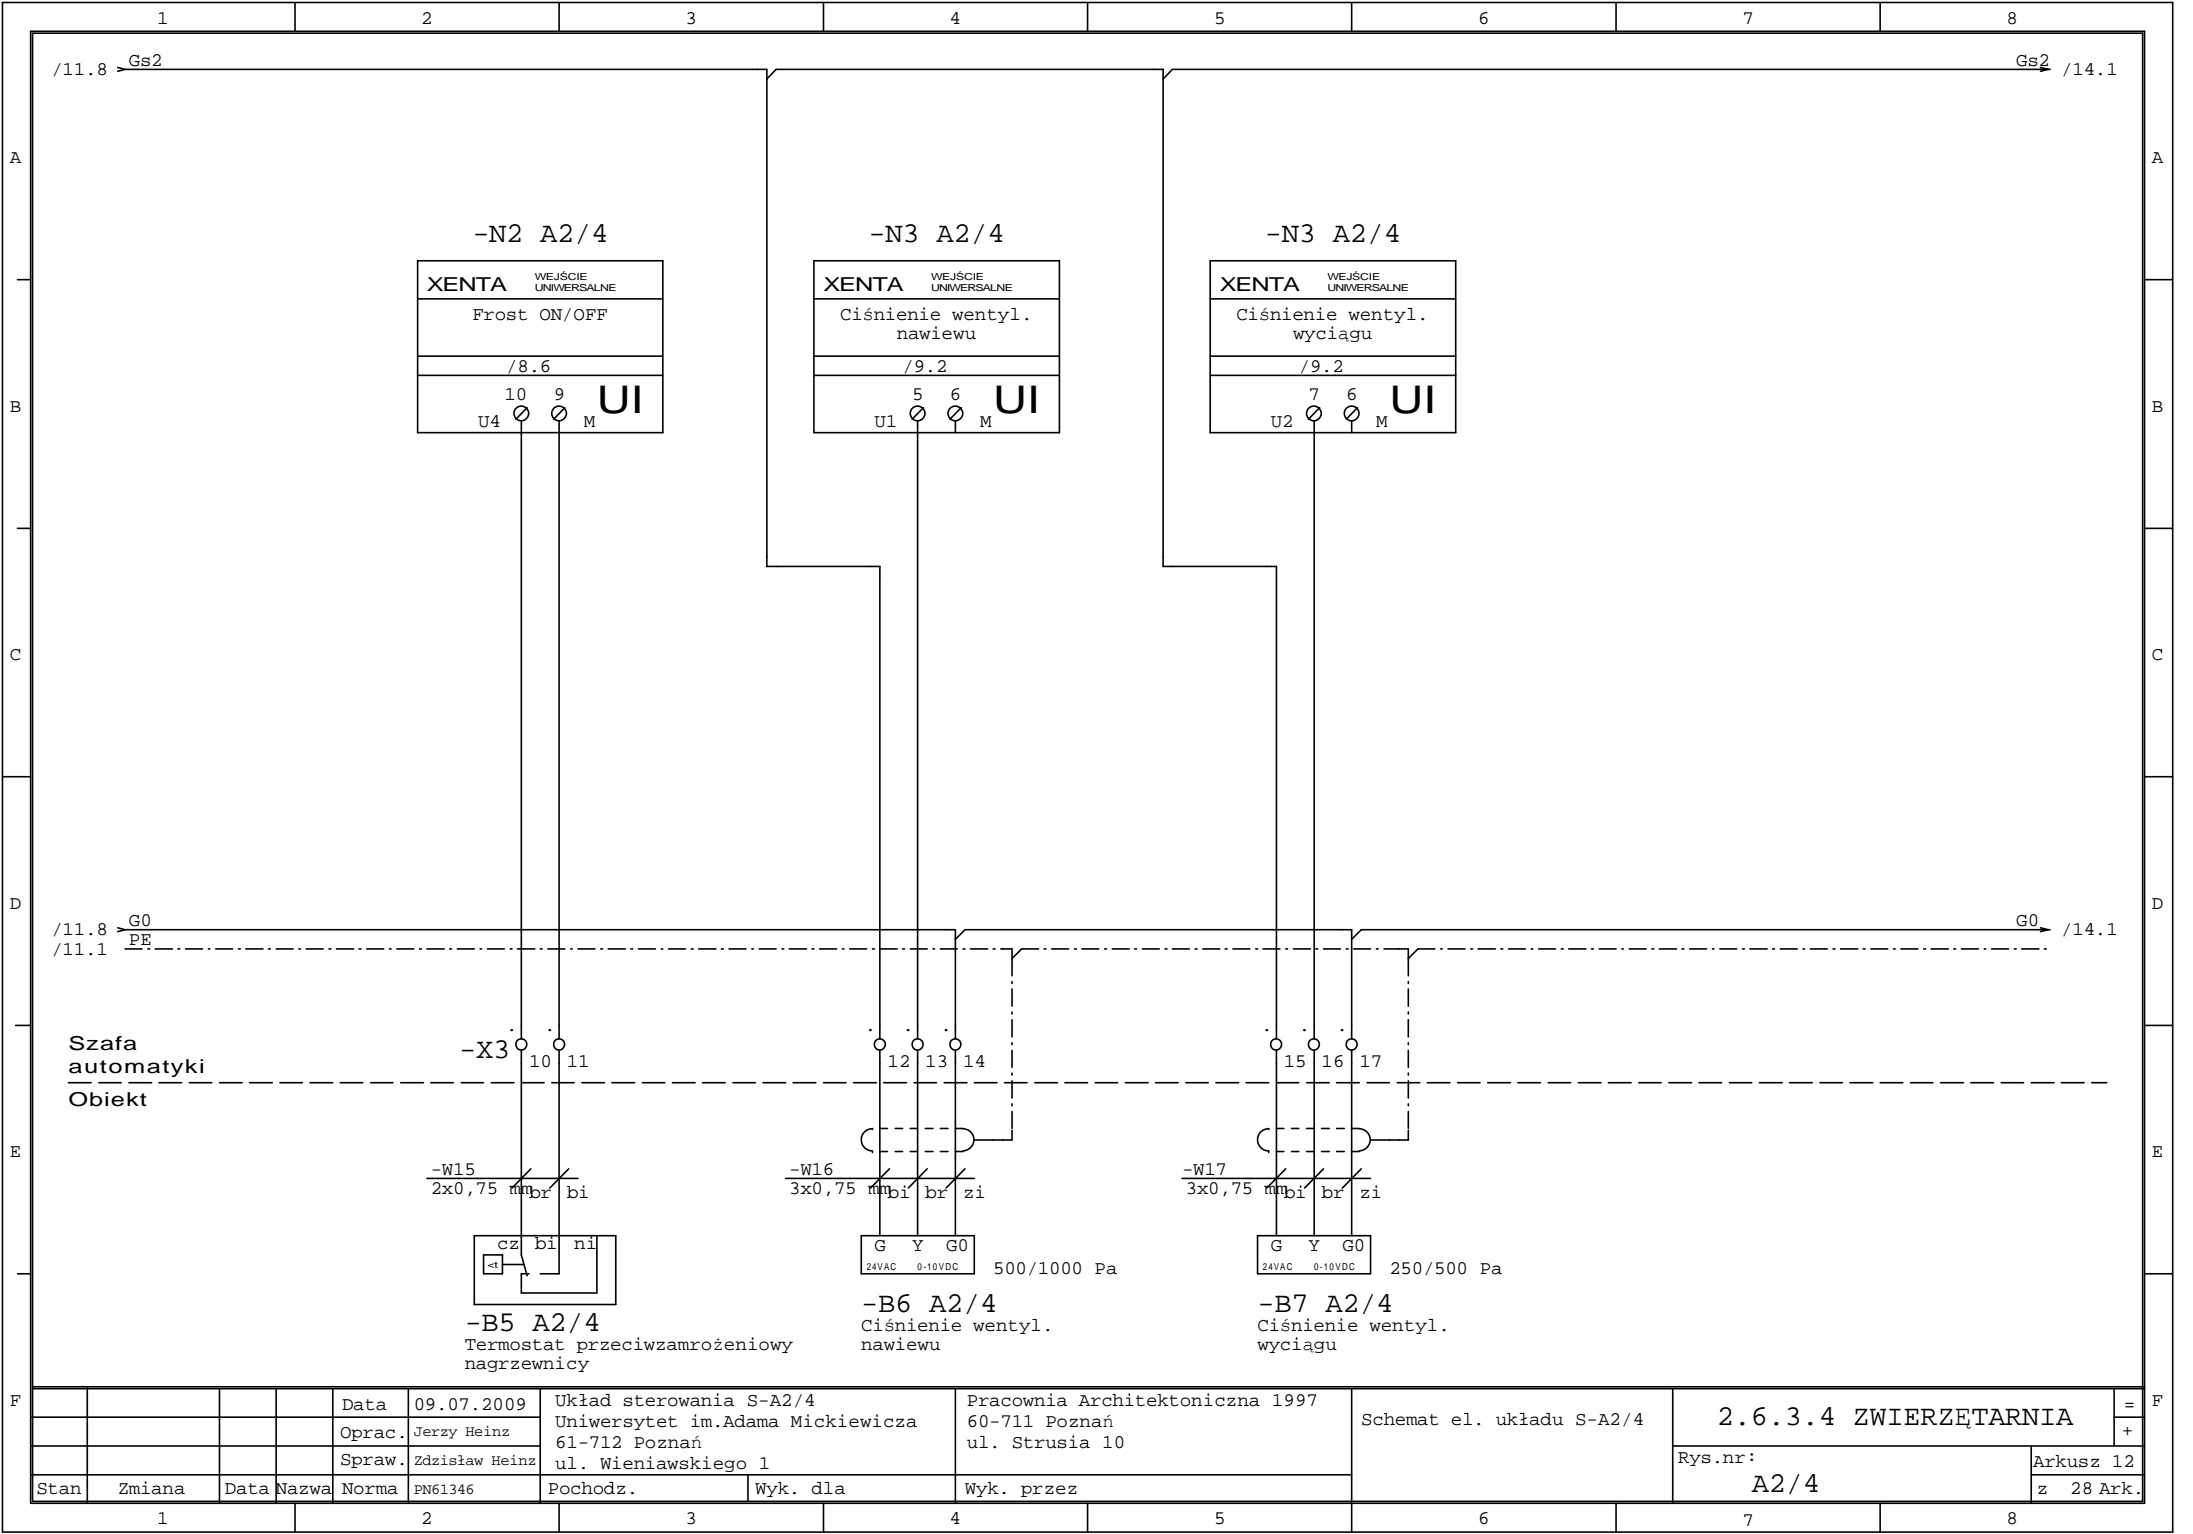 1 2 3 4 5 6 7 8
/11.8 Gs2 Gs2 /14.1
A A
-N2 A2/4 -N3 A2/4 -N3 A2/4
XENTA WEJŚCIE UNIWERSALNE
Frost ON/OFF
/8.6
10 9 UI
U4 M
XENTA WEJŚCIE UNIWERSALNE
Ciśnienie wentyl.
nawiewu
/9.2
5 6 UI
U1 M
XENTA WEJŚCIE UNIWERSALNE
Ciśnienie wentyl.
wyciągu
/9.2
7 6 UI
U2 M
B B
C C
D D
/11.8 G0 G0 /14.1
/11.1 PE
Szafa
automatyki
-X3 10 11 12 13 14 15 16 17
Obiekt
E E
-W15
2x0,75 mm br bi
-W16
3x0,75 mm bi br zi
-W17
3x0,75 mm bi br zi
cz bi ni
<t
-B5 A2/4
Termostat przeciwzamrożeniowy
nagrzewnicy
G Y G0
24VAC 0-10VDC 500/1000 Pa
-B6 A2/4
Ciśnienie wentyl.
nawiewu
G Y G0
24VAC 0-10VDC 250/500 Pa
-B7 A2/4
Ciśnienie wentyl.
wyciągu
F F
Data 09.07.2009
Oprac. Jerzy Heinz
Spraw. Zdzisław Heinz
Stan Zmiana Data Nazwa Norma PN61346
Układ sterowania S-A2/4
Uniwersytet im.Adama Mickiewicza
61-712 Poznań
ul. Wieniawskiego 1
Pochodz. Wyk. dla
Pracownia Architektoniczna 1997
60-711 Poznań
ul. Strusia 10
Wyk. przez
Schemat el. układu S-A2/4
2.6.3.4 ZWIERZĘTARNIA
=
+
Rys.nr:
A2/4
Arkusz 12
z 28 Ark.
1 2 3 4 5 6 7 8